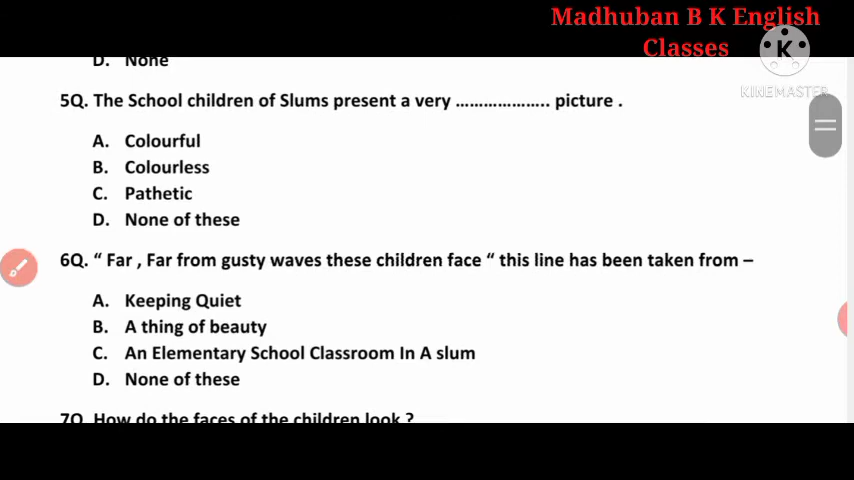 Madhuban B K English
Classes
K
KINEMASTER
D. None
5Q. The School children of Slums present a very ……………….. picture .
A. Colourful
B. Colourless
C. Pathetic
D. None of these
6Q. “ Far , Far from gusty waves these children face “ this line has been taken from –
A. Keeping Quiet
B. A thing of beauty
C. An Elementary School Classroom In A slum
D. None of these
7Q. How do the faces of the children look ?